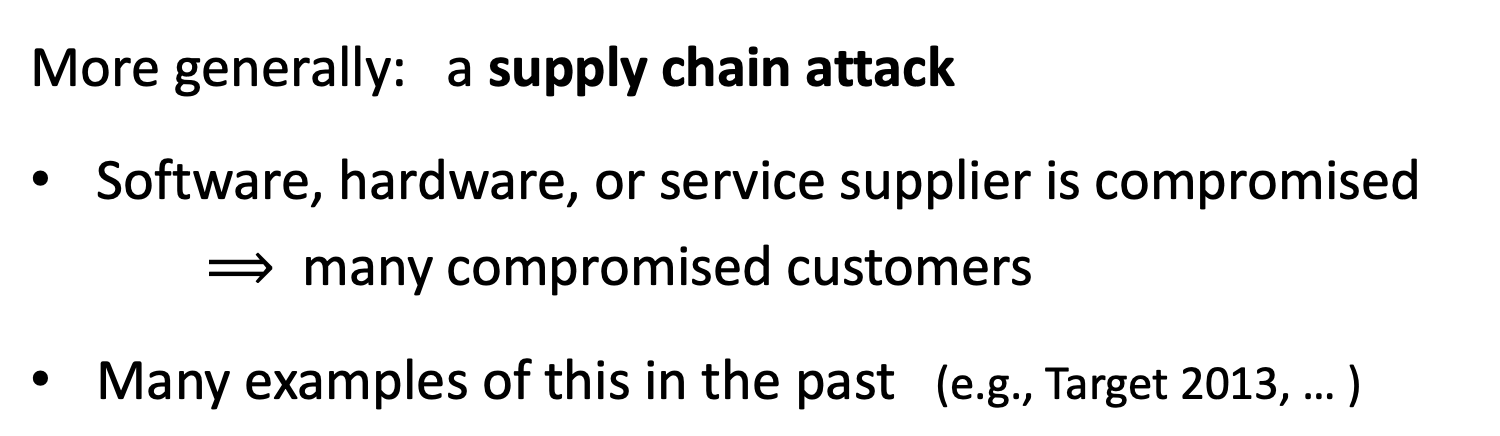 More generally: a supply chain attack
• Software, hardware, or service supplier is compromised
⟹ many compromised customers
• Many examples of this in the past (e.g., Target 2013, … )